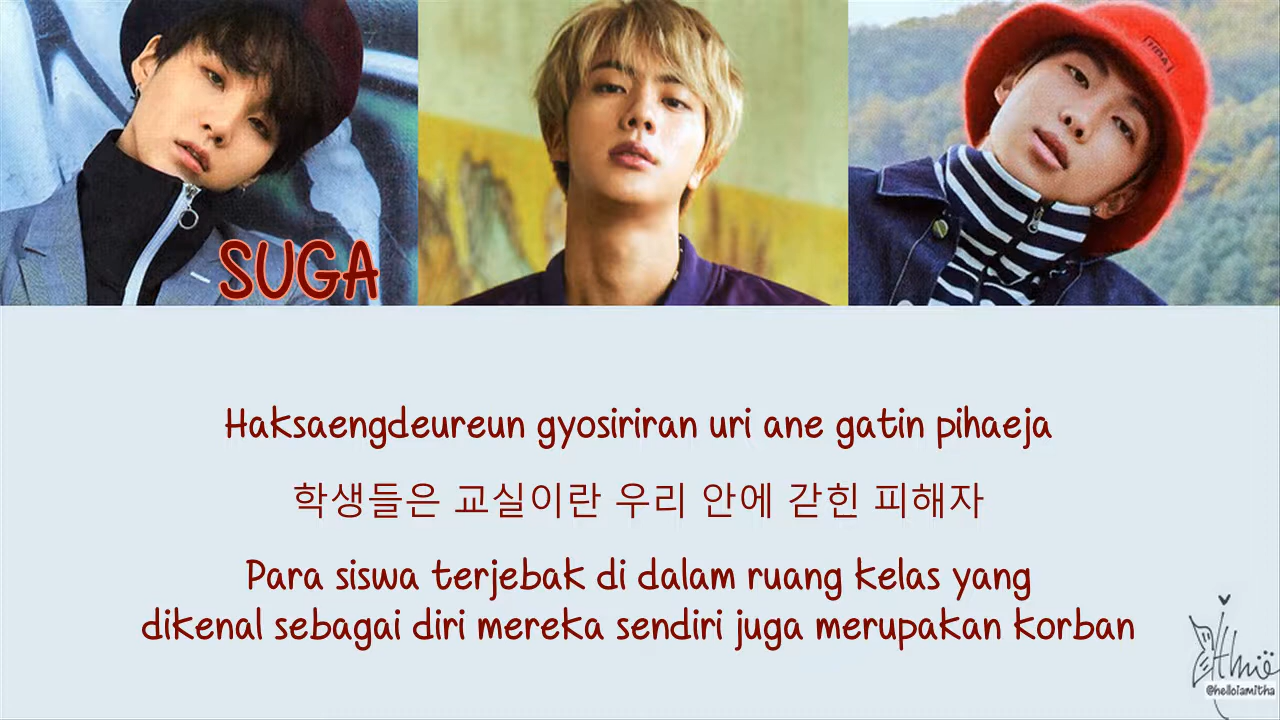 SUGA
Haksaengdeureun gyosiriran uri ane gatin pihaeja
학생들은 교실이란 우리 안에 갇힌 피해자
Para siswa terjebak di dalam ruang kelas yang
dikenal sebagai diri mereka sendiri juga merupakan korban
@helloiamitha